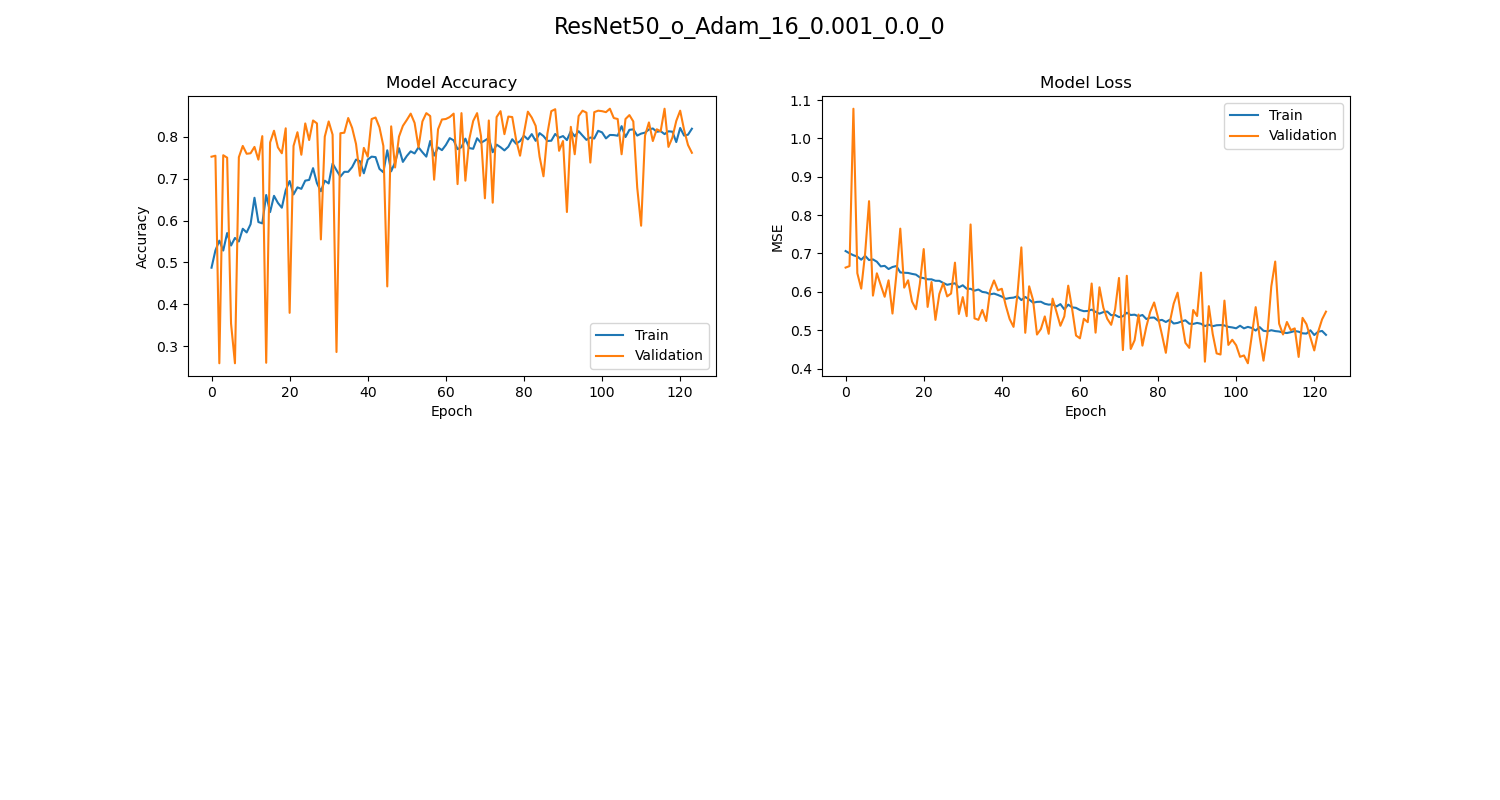 ResNet50_o_Adam_16_0.001_0.0_0
Model Accuracy
Accuracy
0.8
0.7
0.6
0.5
0.4
0.3
Train
Validation
0 20 40 60 80 100 120
Epoch
Model Loss
MSE
1.1
1.0
0.9
0.8
0.7
0.6
0.5
0.4
Train
Validation
0 20 40 60 80 100 120
Epoch